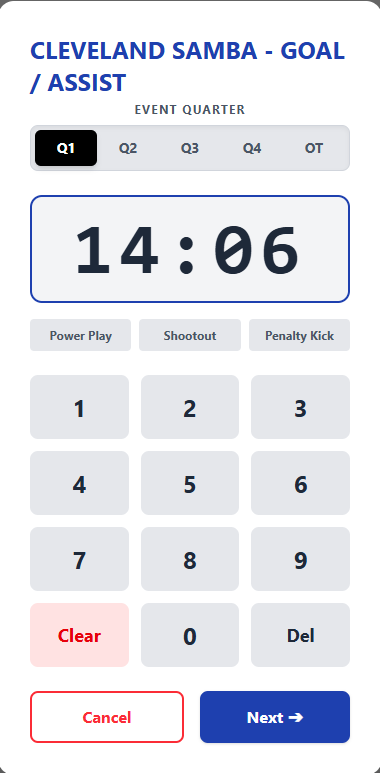 CLEVELAND SAMBA - GOAL
/ ASSIST
EVENT QUARTER
Q1 Q2 Q3 Q4 OT
14:06
Power Play Shootout Penalty Kick
1 2 3
4 5 6
7 8 9
Clear 0 Del
Cancel Next ➔